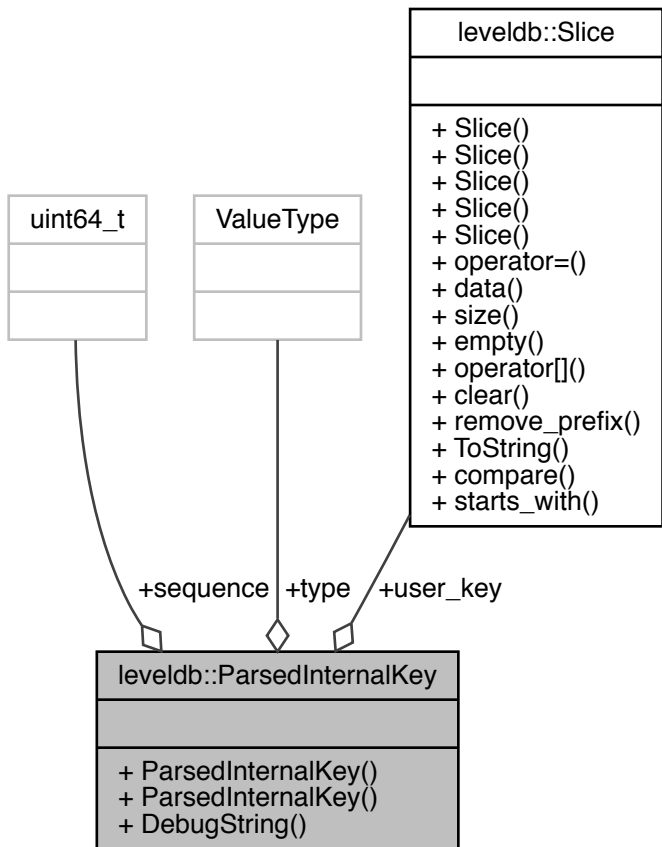 leveldb::Slice
+ Slice()
+ Slice()
+ Slice()
+ Slice()
+ Slice()
+ operator=()
+ data()
+ size()
+ empty()
+ operator[]()
+ clear()
+ remove_prefix()
+ ToString()
+ compare()
+ starts_with()
uint64_t
ValueType
+sequence
+type
+user_key
leveldb::ParsedInternalKey
+ ParsedInternalKey()
+ ParsedInternalKey()
+ DebugString()